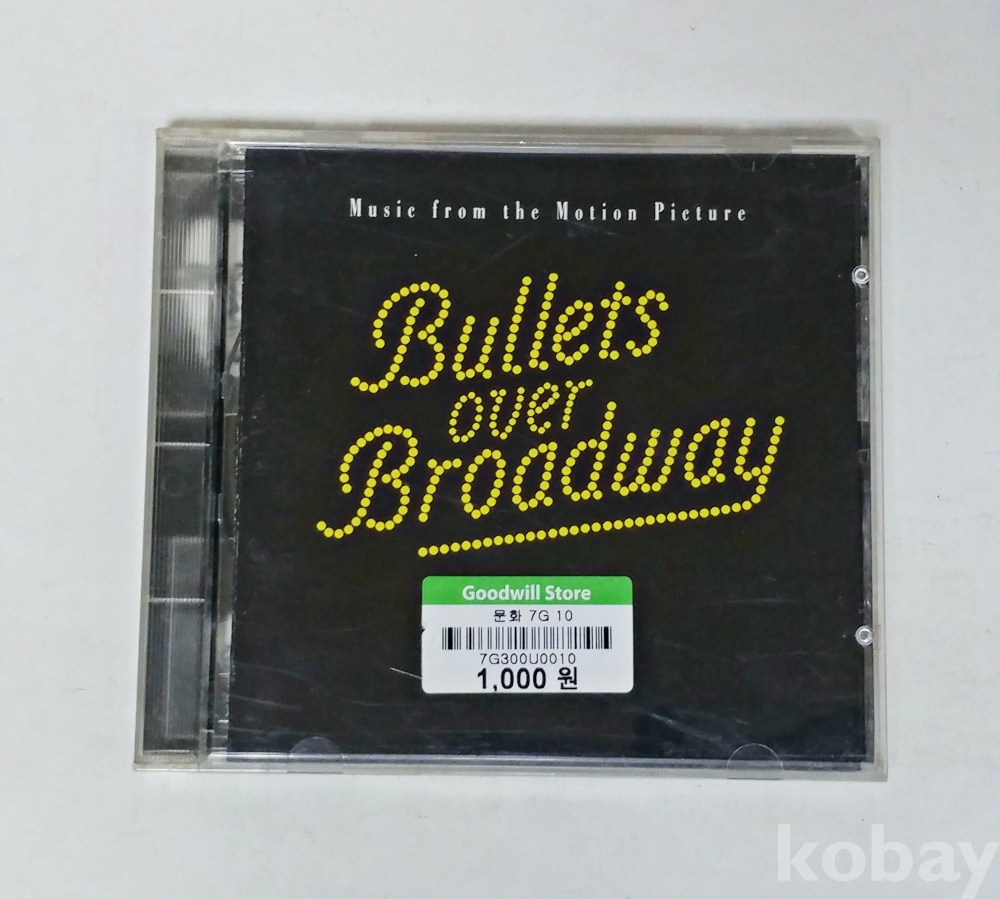 Music from the Motion Picture
Bullets
over
Broadway
Goodwill Store
문화 7G 10
7G300U0010
1,000 원
kobay